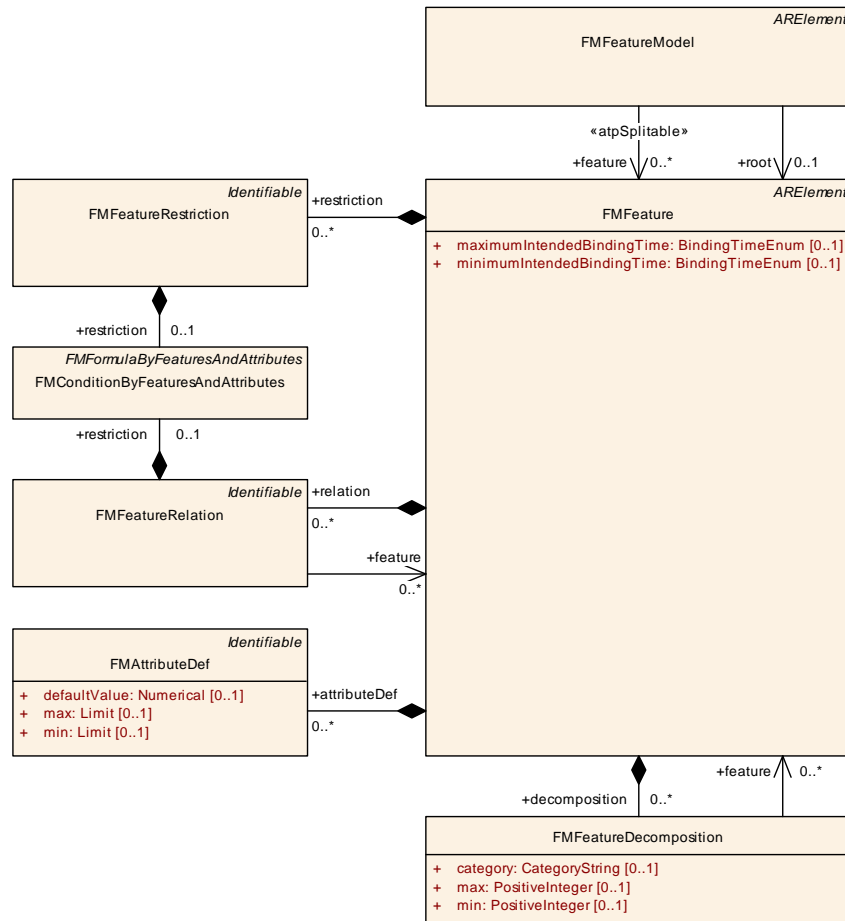 ARElement
FMFeatureModel
«atpSplitable»
+feature
0..*
+root
0..1
Identifiable
FMFeatureRestriction
+restriction
0..*
ARElement
FMFeature
+ maximumIntendedBindingTime: BindingTimeEnum [0..1]
+ minimumIntendedBindingTime: BindingTimeEnum [0..1]
+restriction
0..1
FMFormulaByFeaturesAndAttributes
FMConditionByFeaturesAndAttributes
+restriction
0..1
Identifiable
FMFeatureRelation
+relation
0..*
+feature
0..*
Identifiable
FMAttributeDef
+ defaultValue: Numerical [0..1]
+ max: Limit [0..1]
+ min: Limit [0..1]
+attributeDef
0..*
+decomposition
0..*
+feature
0..*
FMFeatureDecomposition
+ category: CategoryString [0..1]
+ max: PositiveInteger [0..1]
+ min: PositiveInteger [0..1]